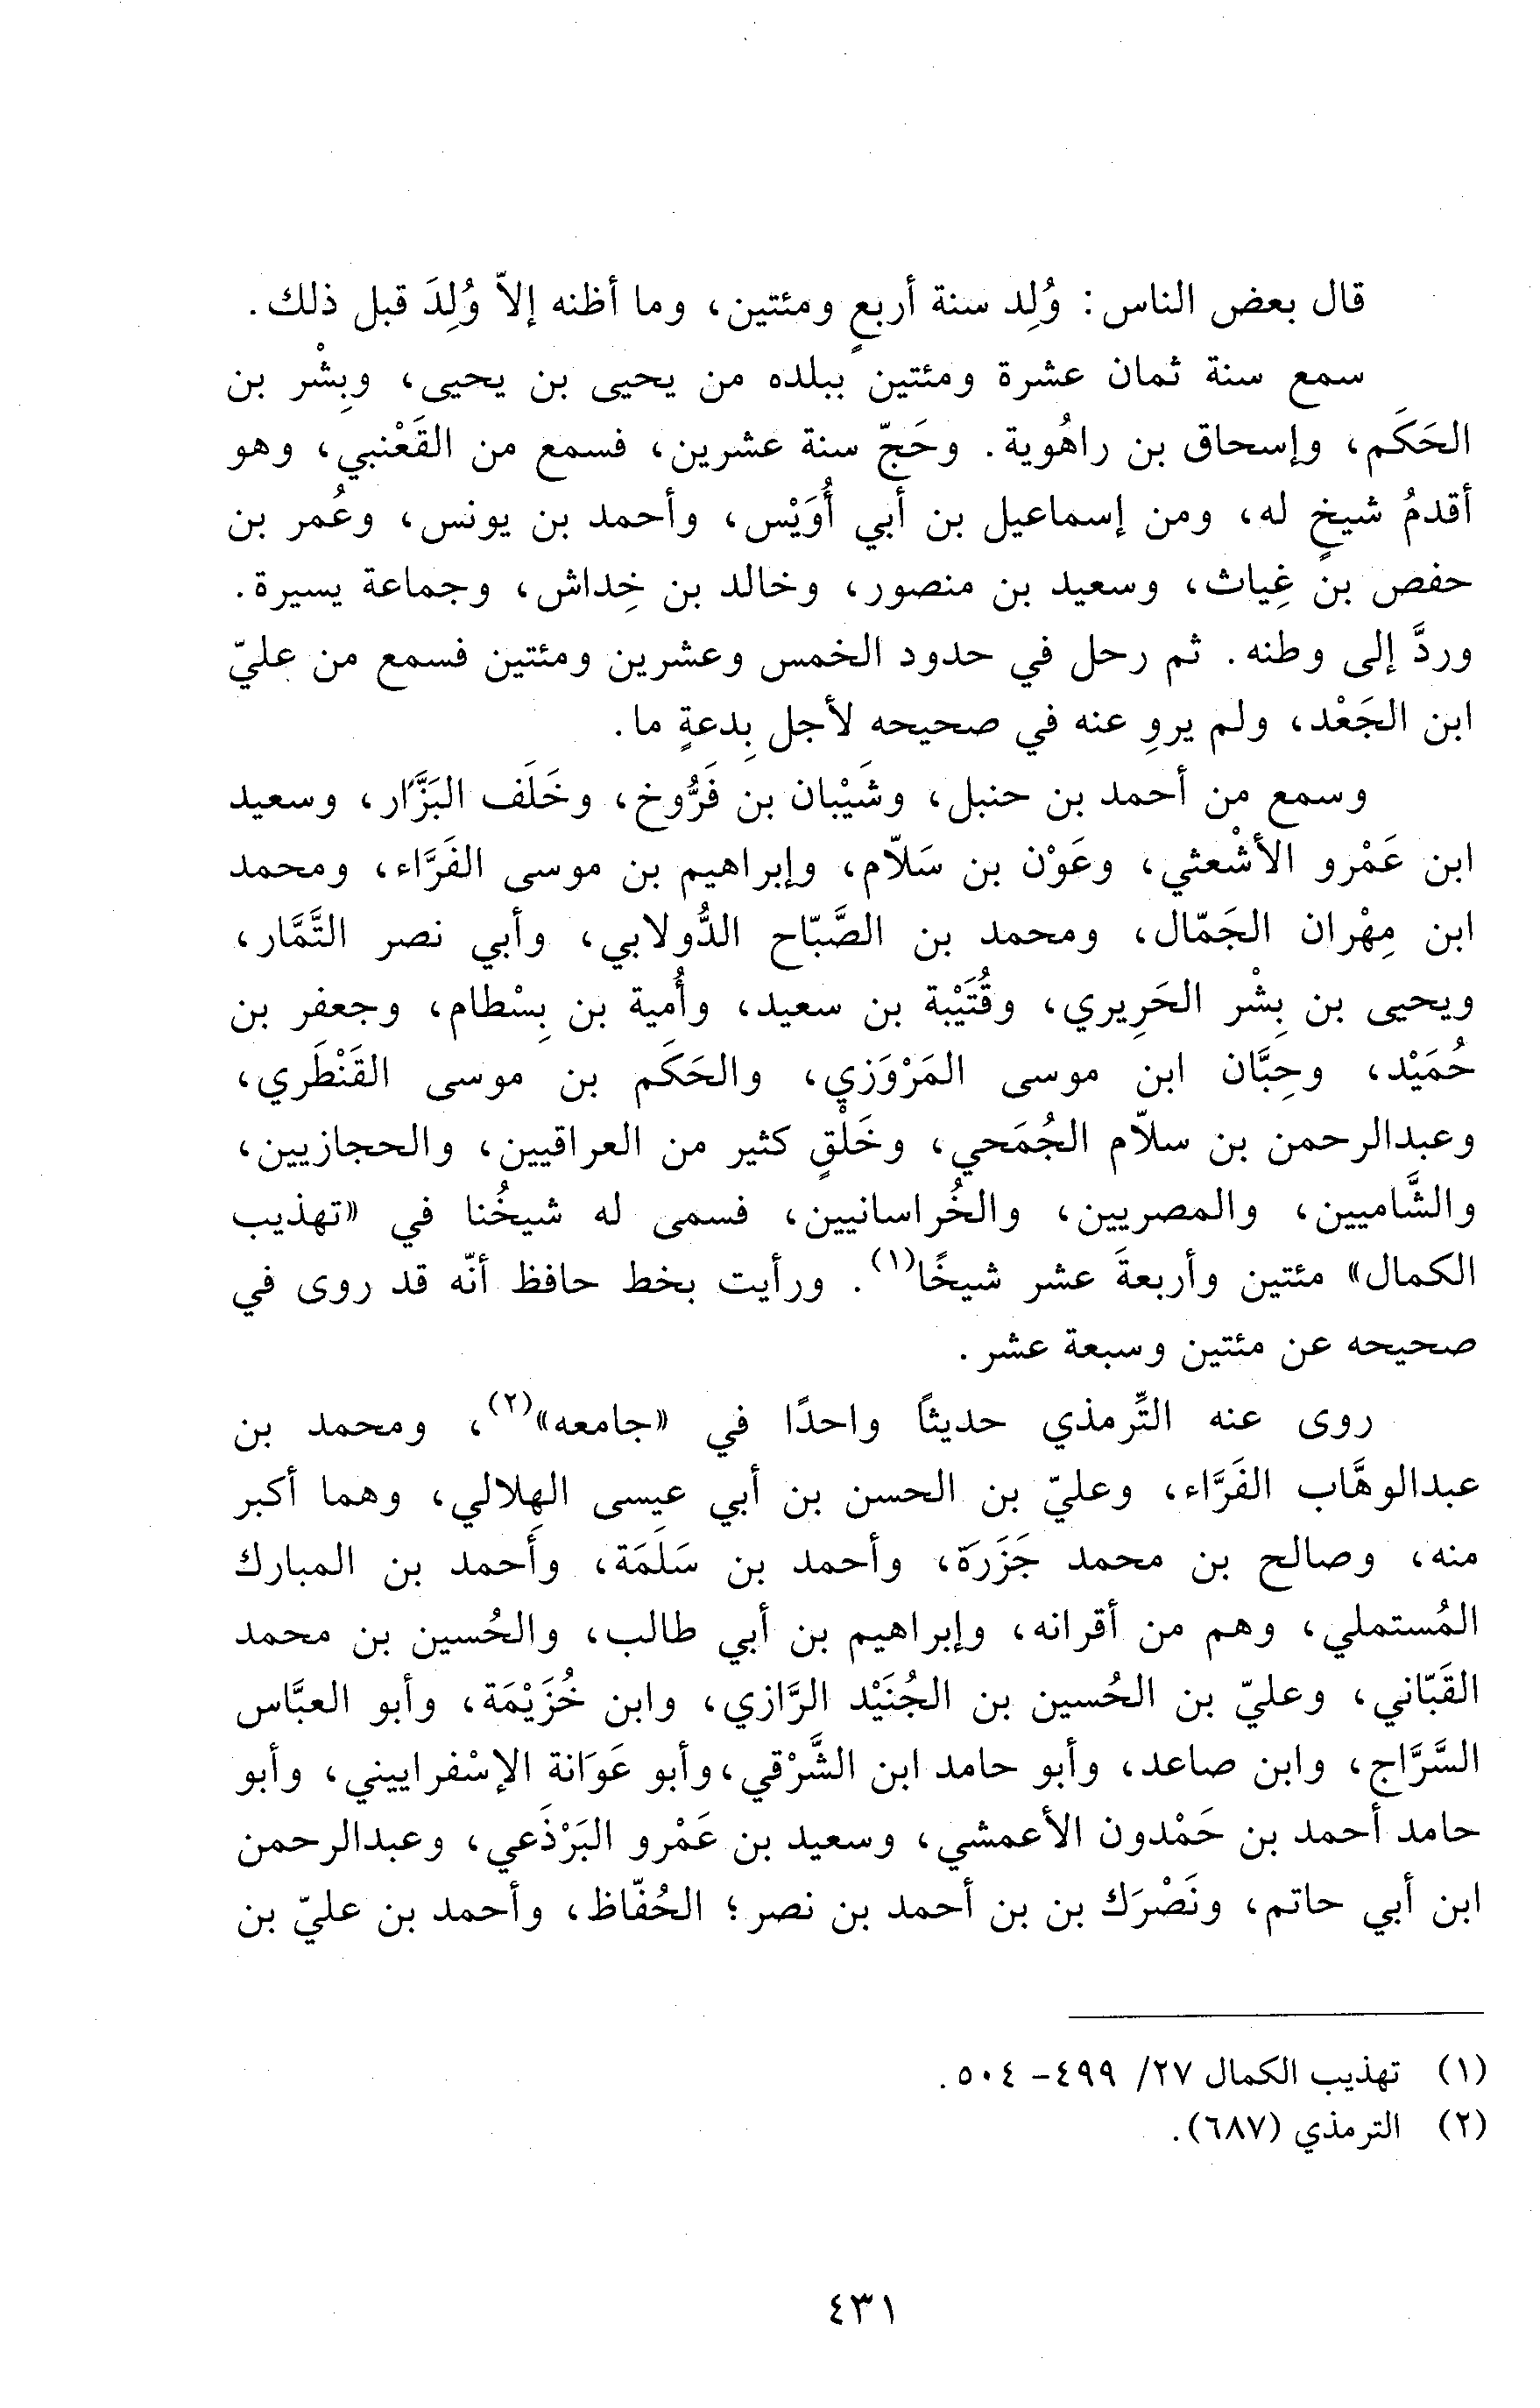 قال بعض الناس: وُلِد سنة أربعٍ ومئتين، وما أظنه إلاّ وُلِدَ قبل ذلك.
سمع سنة ثمان عشرة ومئتين ببلده من يحيى بن يحيى، وبِشْر بن
الحَكَم، وإسحاق بن راهُوية. وحَجّ سنة عشرين، فسمع من القَعْنبي، وهو
أقدمُ شيخٍ له، ومن إسماعيل بن أبي أُوَيْس، وأحمد بن يونس، وعُمر بن
حفص بن غِياث، وسعيد بن منصور، وخالد بن خِداش، وجماعة يسيرة.
وردَّ إلى وطنه. ثم رحل في حدود الخمس وعشرين ومئتين فسمع من عليّ
ابن الجَعْد، ولم يروِ عنه في صحيحه لأجل بِدعةٍ ما.
وسمع من أحمد بن حنبل، وشَيْبان بن فَرُّوخ، وخَلَف البَزَّار، وسعيد
ابن عَمْرو الأشْعثي، وعَوْن بن سَلاّم، وإبراهيم بن موسى الفَرَّاء، ومحمد
ابن مِهْران الجَمّال، ومحمد بن الصَّبّاح الدُّولابي، وأبي نصر التَّمَّار،
ويحيى بن بِشْر الحَرِيري، وقُتَيْبة بن سعيد، وأُمية بن بِسْطام، وجعفر بن
حُمَيْد، وحِبَّان ابن موسى المَرْوَزي، والحَكَم بن موسى القَنْطَري،
وعبدالرحمن بن سلاّم الجُمَحي، وخَلْقٍ كثير من العراقيين، والحجازيين،
والشَّاميين، والمصريين، والخُراسانيين، فسمى له شيخُنا في «تهذيب
الكمال» مئتين وأربعةَ عشر شيخًا(١). ورأيت بخط حافظ أنّه قد روى في
صحيحه عن مئتين وسبعة عشر.
روى عنه التِّرمذي حديثاً واحدًا في «جامعه»(٢)، ومحمد بن
عبدالوهَّاب الفَرَّاء، وعليّ بن الحسن بن أبي عيسى الهِلالي، وهما أكبر
منه، وصالح بن محمد جَزَرَة، وأحمد بن سَلَمَة، وأَحمد بن المبارك
المُستملي، وهم من أقرانه، وإبراهيم بن أبي طالب، والحُسين بن محمد
القَبّاني، وعليّ بن الحُسين بن الجُنَيْد الرَّازي، وابن خُزَيْمَة، وأبو العبَّاس
السَّرَّاج، وابن صاعد، وأبو حامد ابن الشَّرْقي، وأبو عَوَانة الإسْفراييني، وأبو
حامد أحمد بن حَمْدون الأعمشي، وسعيد بن عَمْرو البَرْذَعي، وعبدالرحمن
ابن أبي حاتم، ونَصْرَك بن بن أحمد بن نصر؛ الحُفّاظ، وأحمد بن عليّ بن
(١) تهذيب الكمال ٢٧/ ٤٩٩- ٥٠٤.
(٢) الترمذي (٦٨٧).
٤٣١